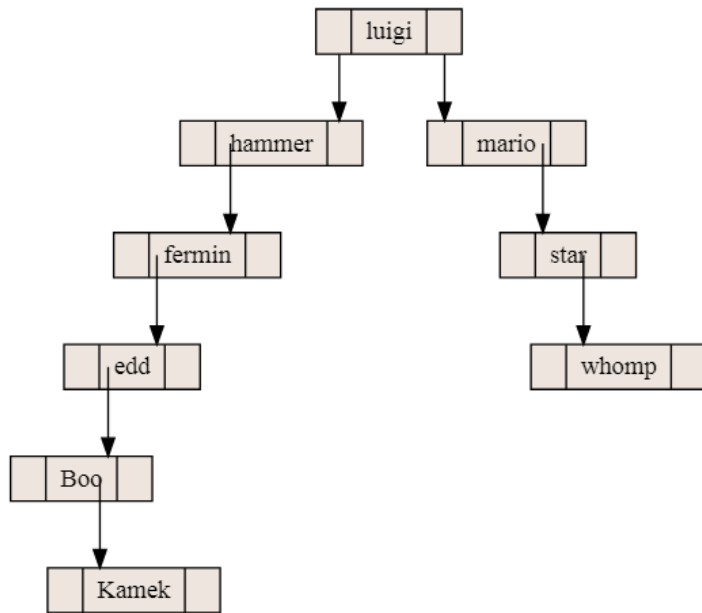 luigi
hammer
mario
fermin
star
edd
whomp
Boo
Kamek